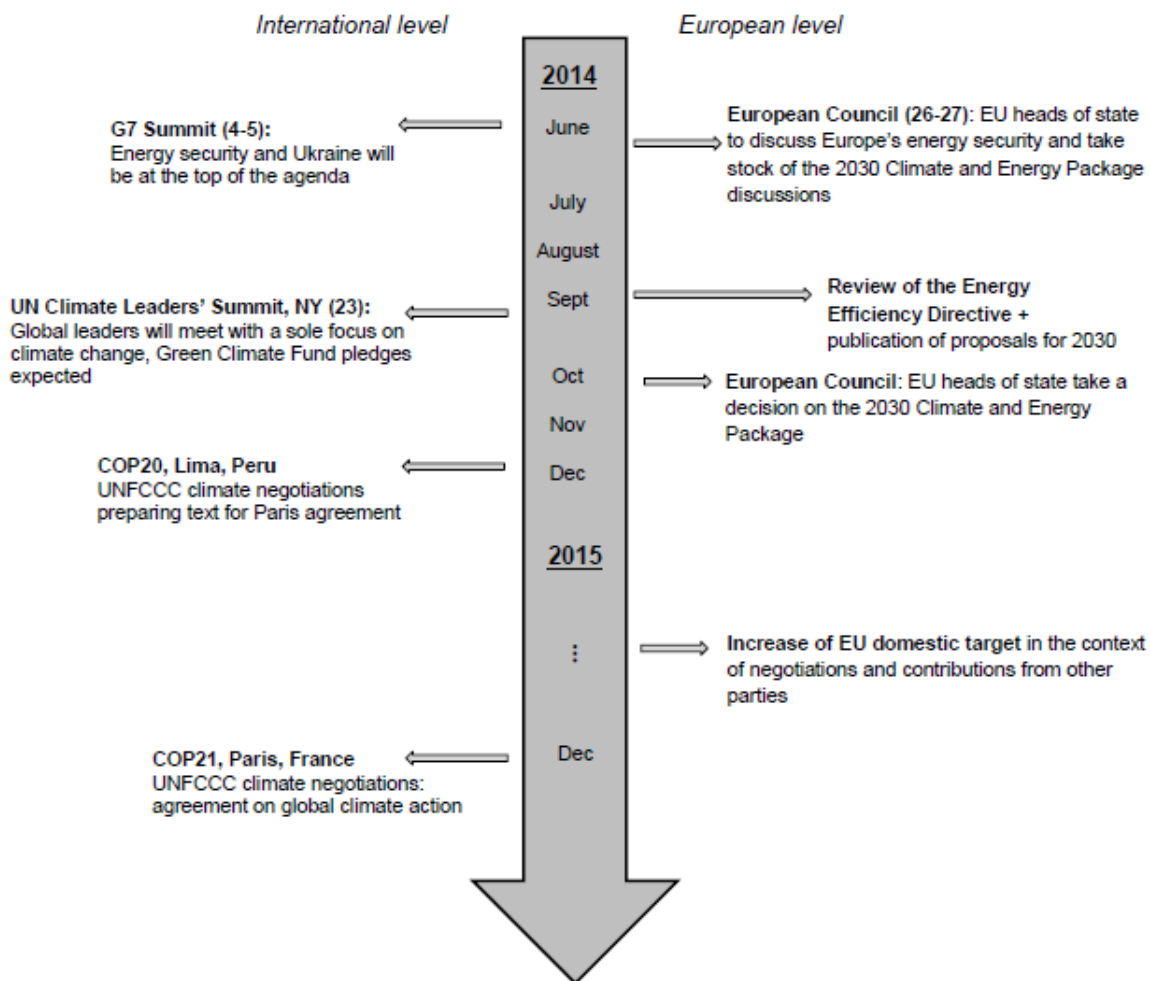 International level
European level
2014
G7 Summit (4-5):
Energy security and Ukraine will
be at the top of the agenda
June
European Council (26-27): EU heads of state
to discuss Europe's energy security and take
stock of the 2030 Climate and Energy Package
discussions
July
August
UN Climate Leaders' Summit, NY (23):
Global leaders will meet with a sole focus on
climate change, Green Climate Fund pledges
expected
Sept
Review of the Energy
Efficiency Directive +
publication of proposals for 2030
Oct
European Council: EU heads of state take a
decision on the 2030 Climate and Energy
Package
Nov
COP20, Lima, Peru
UNFCCC climate negotiations
preparing text for Paris agreement
Dec
2015
⋮
Increase of EU domestic target in the context
of negotiations and contributions from other
parties
COP21, Paris, France
UNFCCC climate negotiations:
agreement on global climate action
Dec